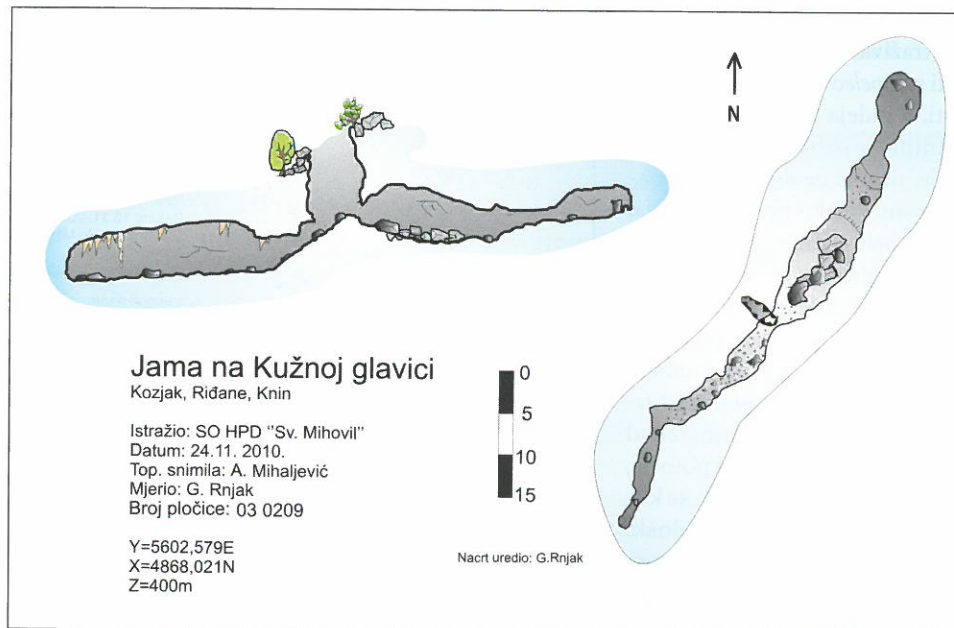 N
Jama na Kužnoj glavici
Kozjak, Riđane, Knin
Istražio: SO HPD "Sv. Mihovil"
Datum: 24.11. 2010.
Top. snimila: A. Mihaljević
Mjerio: G. Rnjak
Broj pločice: 03 0209
Y=5602,579E
X=4868,021N
Z=400m
0
5
10
15
Nacrt uredio: G.Rnjak